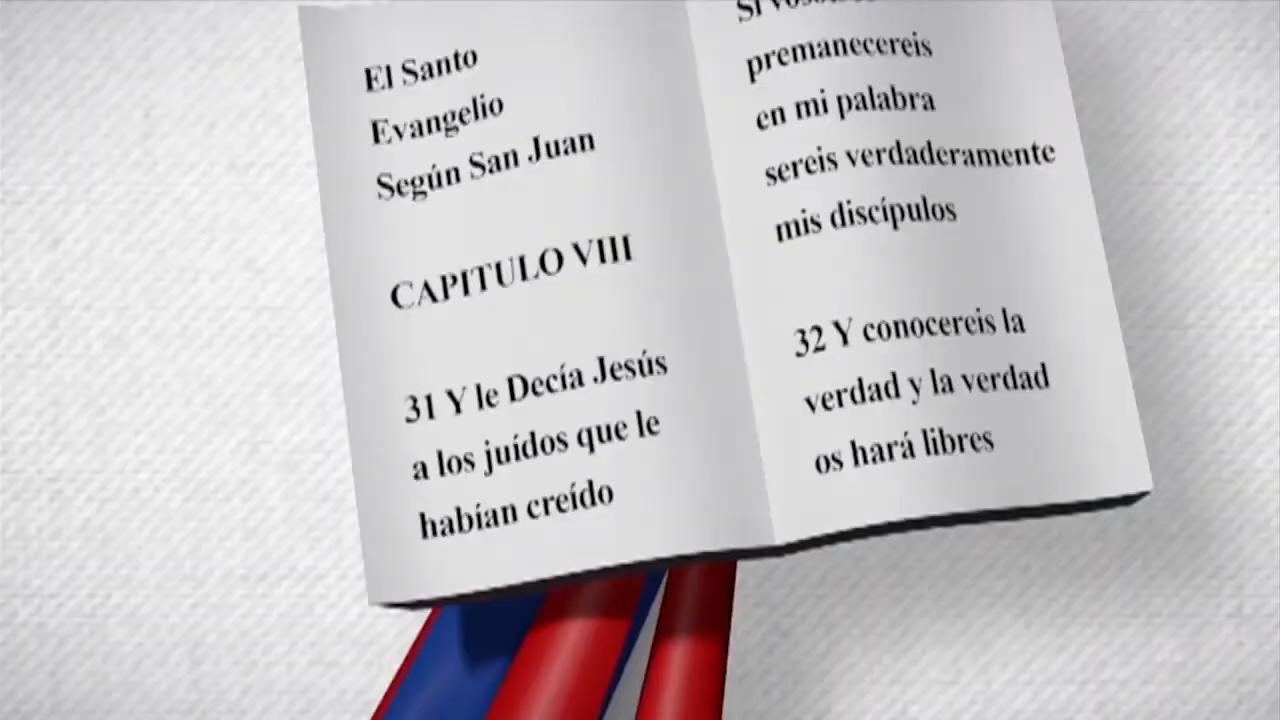 El Santo
Evangelio
Según San Juan
CAPITULO VIII
31 Y le Decía Jesús
a los juídos que le
habían creído
Si
premanecereis
en mi palabra
sereis verdaderamente
mis discípulos
32 Y conocereis la
verdad y la verdad
os hará libres